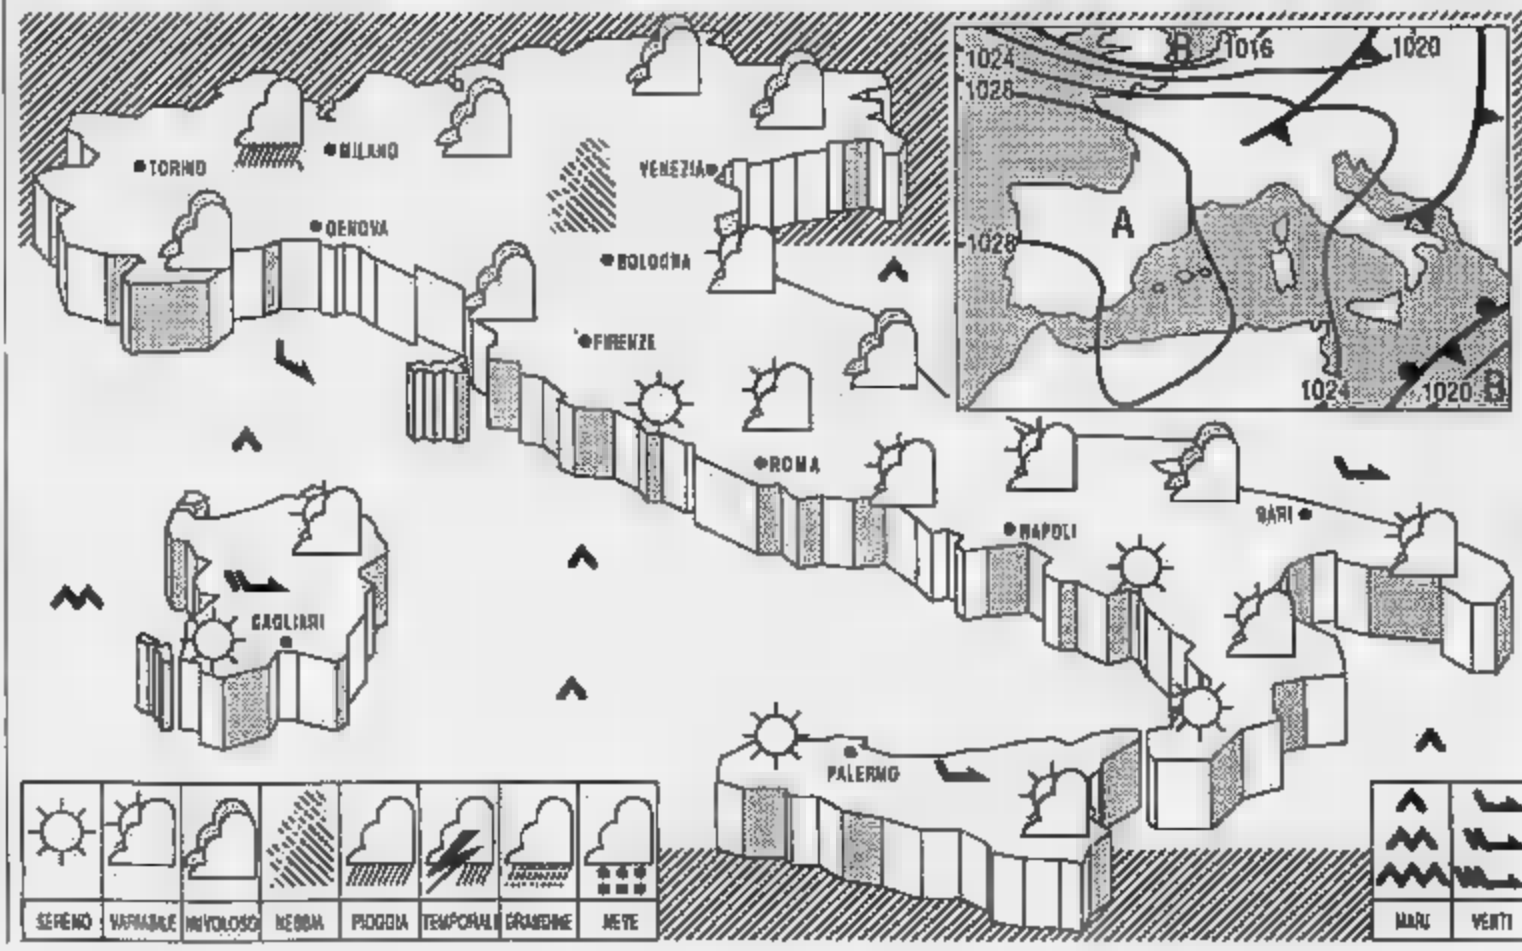 B 1016 1020
1024
1028
MILANO
TORINO
VENEZIA
GENOVA
A
BOLOGNA
1028
FIRENZE
1024 1020 B
ROMA
BARI
NAPOLI
CAGLIARI
PALERMO
SERENO VARIABILE NUVOLOSO NEBBIA PIOGGIA TEMPORALI GRANDINE NEVE
MARI VENTI